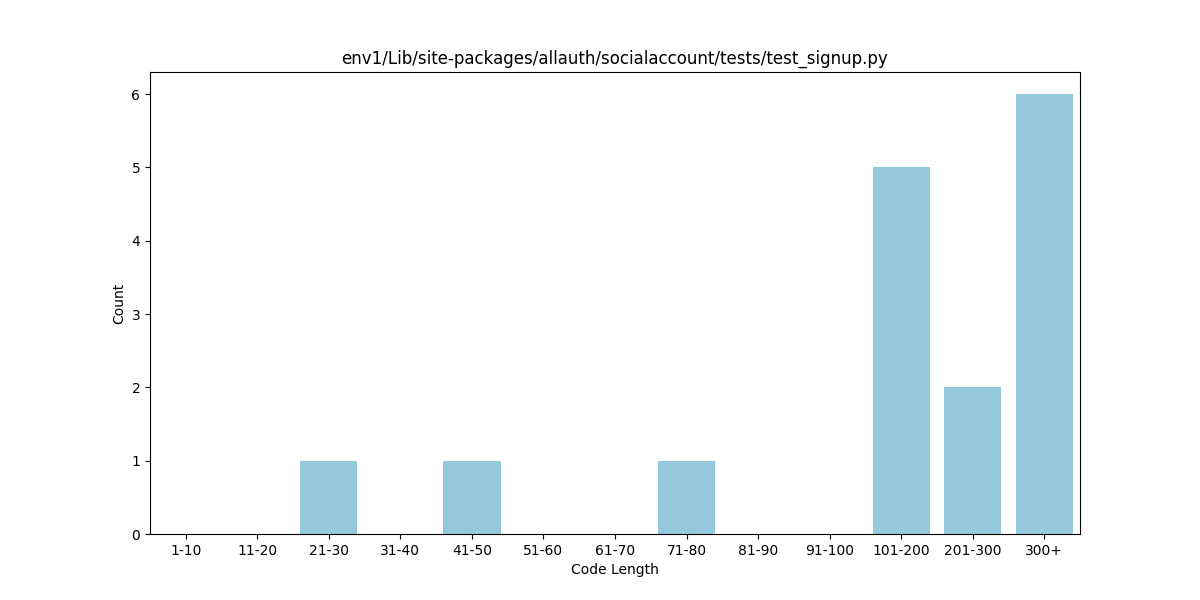 env1/Lib/site-packages/allauth/socialaccount/tests/test_signup.py
6
5
4
3
2
1
0
Count
1-10 11-20 21-30 31-40 41-50 51-60 61-70 71-80 81-90 91-100 101-200 201-300 300+
Code Length